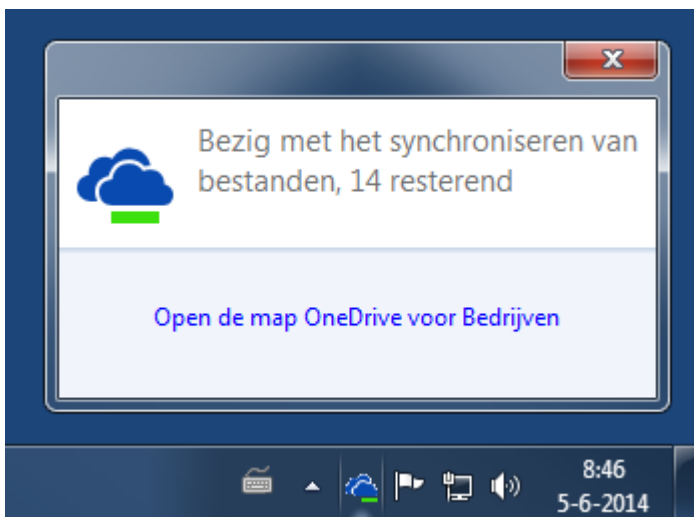 Bezig met het synchroniseren van
bestanden, 14 resterend
Open de map OneDrive voor Bedrijven
8:46
5-6-2014